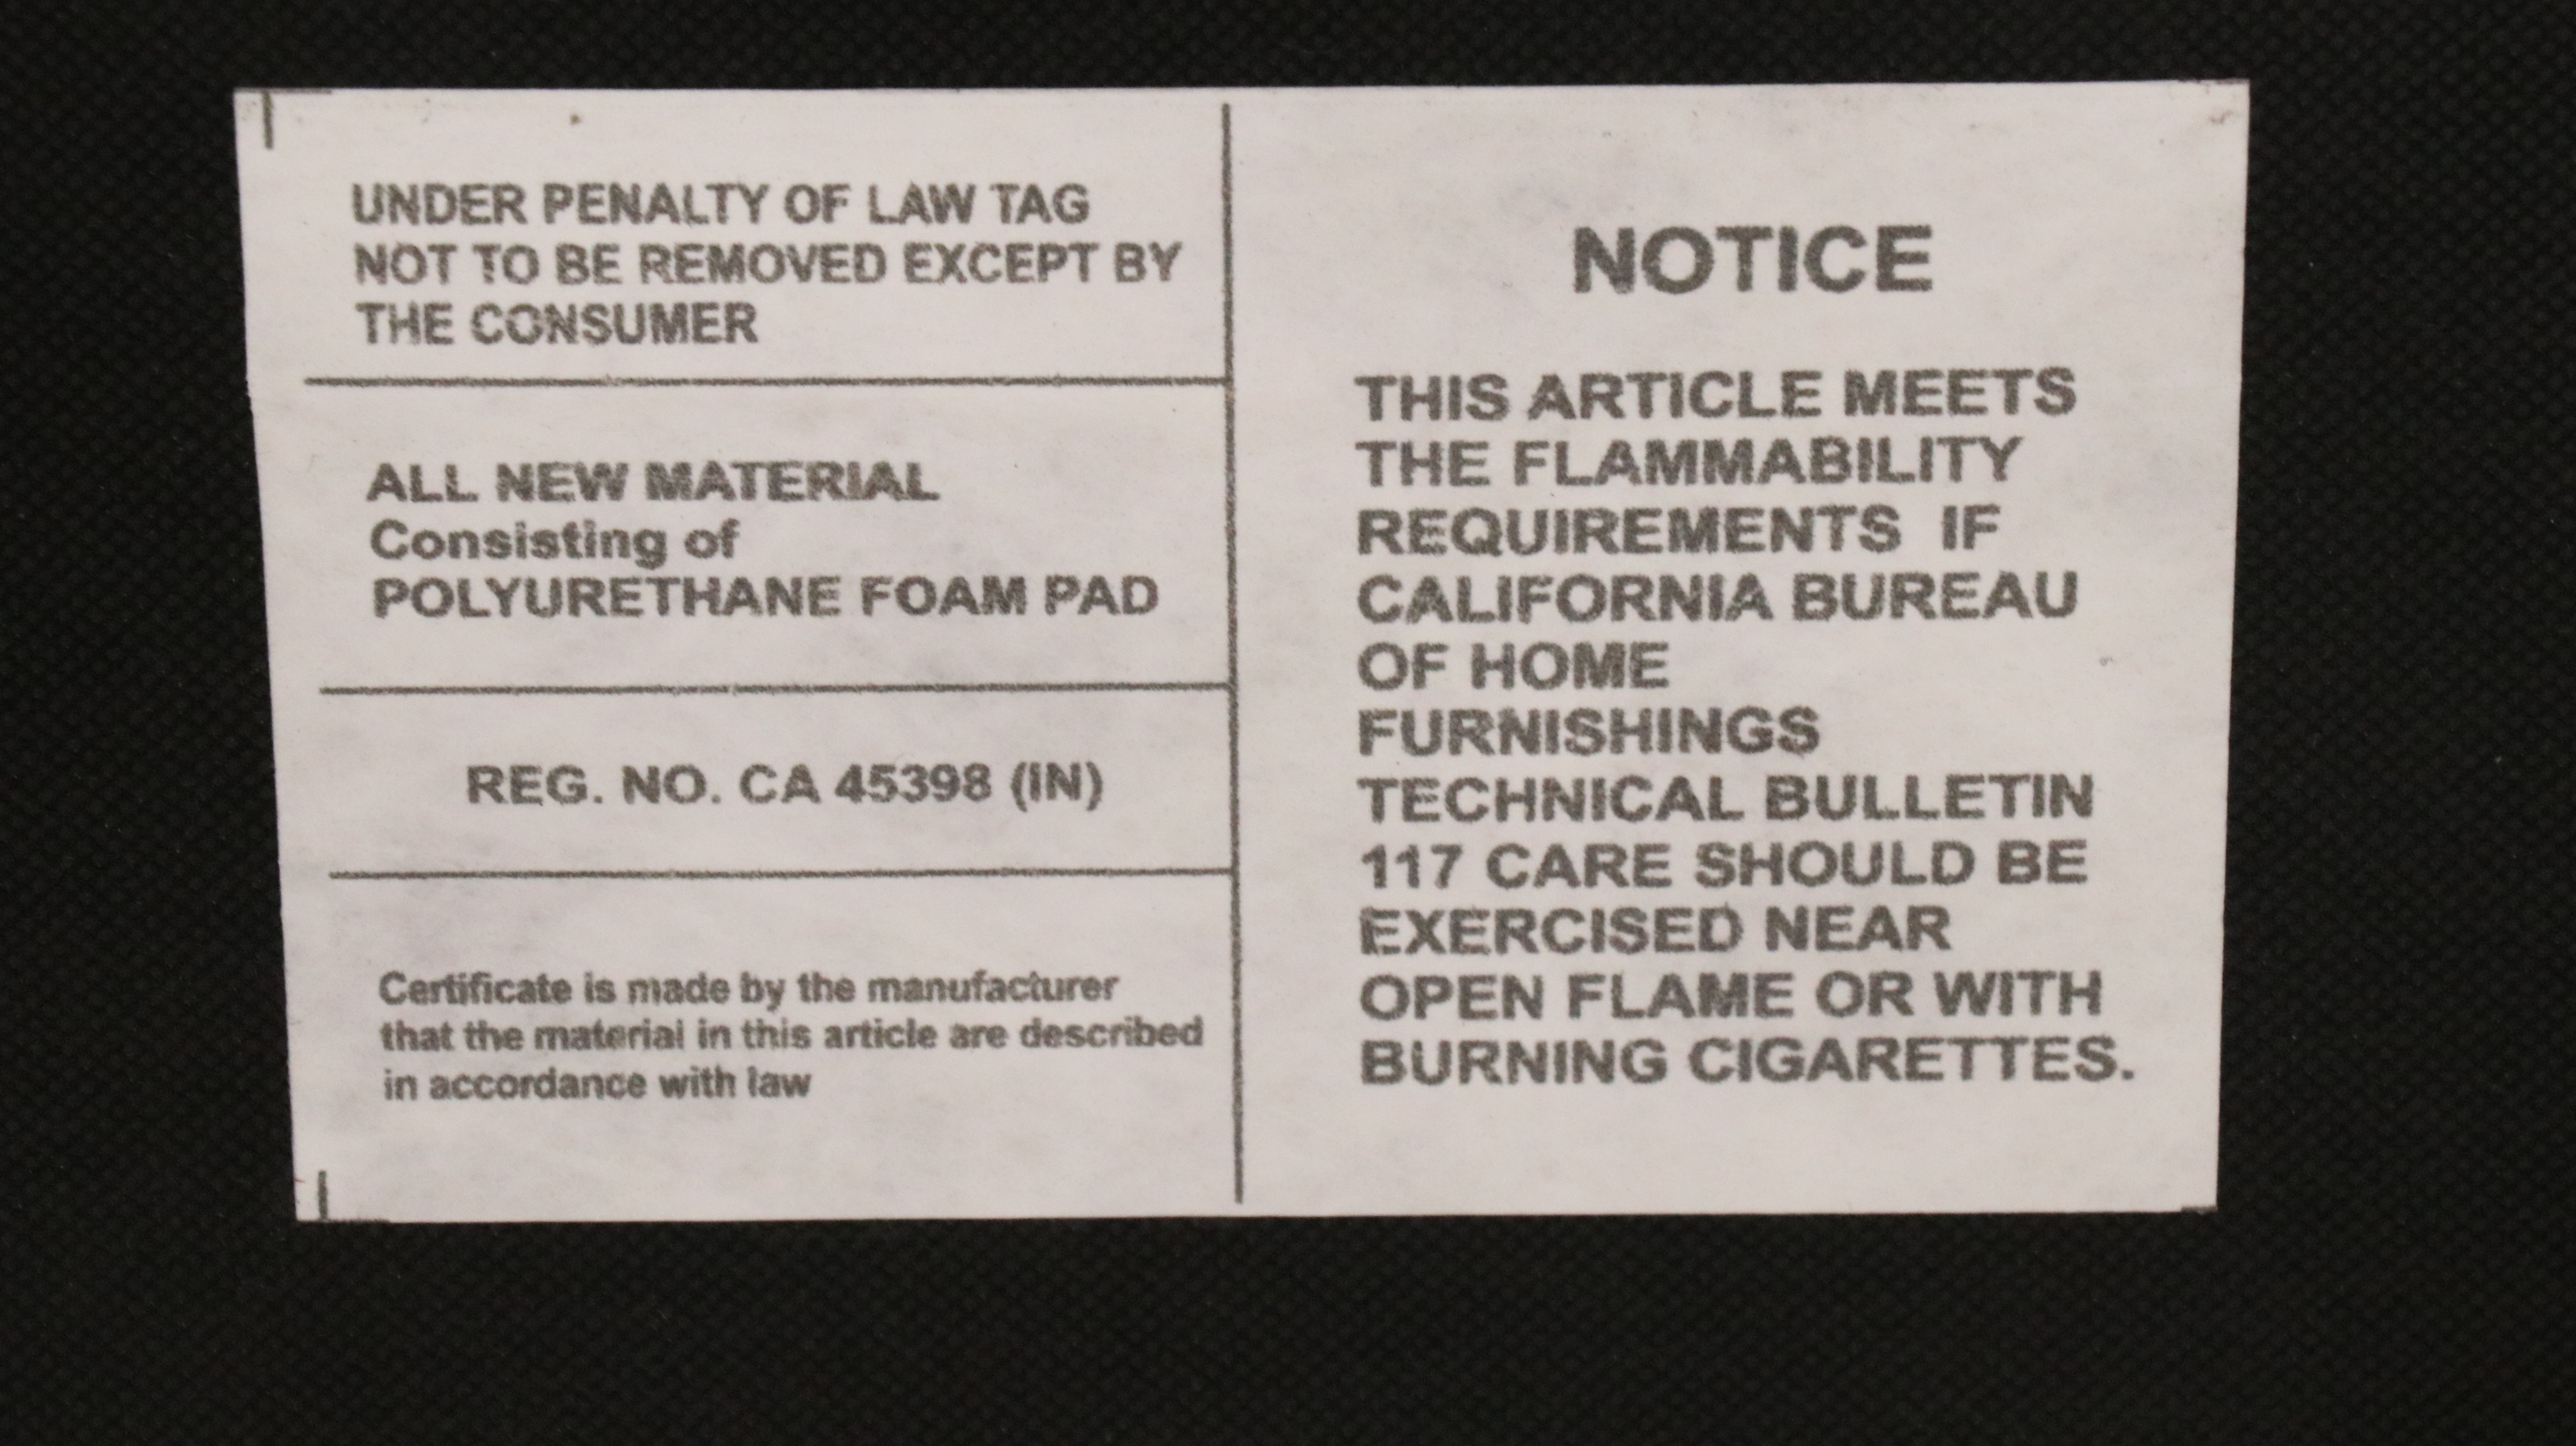 UNDER PENALTY OF LAW TAG
NOT TO BE REMOVED EXCEPT BY
THE CONSUMER
ALL NEW MATERIAL
Consisting of
POLYURETHANE FOAM PAD
REG. NO. CA 45398 (IN)
Certificate is made by the manufacturer
that the material in this article are described
in accordance with law
NOTICE
THIS ARTICLE MEETS
THE FLAMMABILITY
REQUIREMENTS IF
CALIFORNIA BUREAU
OF HOME
FURNISHINGS
TECHNICAL BULLETIN
117 CARE SHOULD BE
EXERCISED NEAR
OPEN FLAME OR WITH
BURNING CIGARETTES.